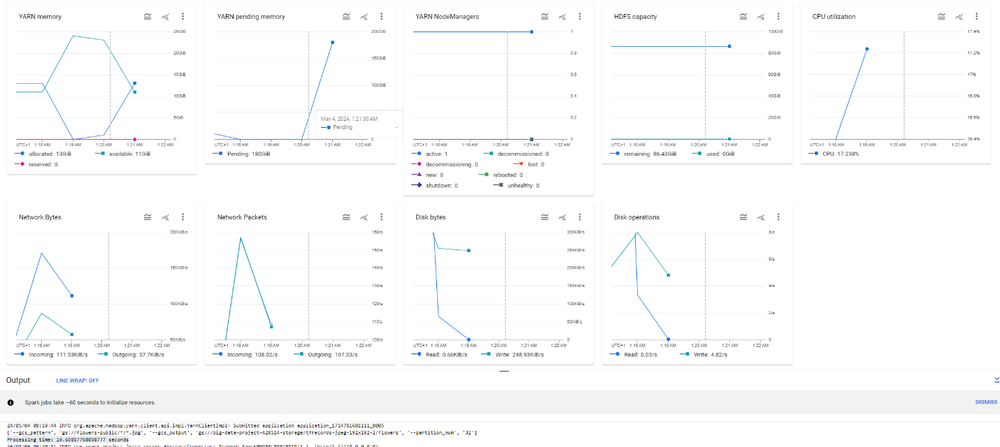 YARN memory
25GiB
20GiB
15GiB
10GiB
5GiB
0
UTC+1 1:18 AM 1:19 AM 1:20 AM 1:21 AM 1:22 AM
allocated: 13GiB available: 11GiB
reserved: 0
YARN pending memory
200GiB
150GiB
100GiB
May 4, 2024, 1:21:00 AM
Pending -
0
UTC+1 1:18 AM 1:19 AM 1:20 AM 1:21 AM 1:22 AM
Pending: 180GiB
YARN NodeManagers
1
0.8
0.6
0.4
0.2
0
UTC+1 1:18 AM 1:19 AM 1:20 AM 1:21 AM 1:22 AM
active: 1 decommissioned: 0
decommissioning: 0 lost: 0
new: 0 rebooted: 0
shutdown: 0 unhealthy: 0
HDFS capacity
100GiB
80GiB
60GiB
40GiB
20GiB
0
UTC+1 1:18 AM 1:19 AM 1:20 AM 1:21 AM 1:22 AM
remaining: 86.43GiB used: 0GiB
CPU utilization
17.4%
17.2%
17%
16.8%
16.6%
16.4%
UTC+1 1:18 AM 1:19 AM 1:20 AM 1:21 AM 1:22 AM
CPU: 17.238%
Network Bytes
200KiB/s
150KiB/s
100KiB/s
50KiB/s
UTC+1 1:18 AM 1:19 AM 1:20 AM 1:21 AM 1:22 AM
Incoming: 111.53KiB/s Outgoing: 57.7KiB/s
Network Packets
160/s
150/s
140/s
130/s
120/s
110/s
100/s
UTC+1 1:18 AM 1:19 AM 1:20 AM 1:21 AM 1:22 AM
Incoming: 108.02/s Outgoing: 107.33/s
Disk bytes
300KiB/s
250KiB/s
200KiB/s
150KiB/s
100KiB/s
50KiB/s
0
UTC+1 1:18 AM 1:19 AM 1:20 AM 1:21 AM 1:22 AM
Read: 0.66KiB/s Write: 248.93KiB/s
Disk operations
8/s
6/s
4/s
2/s
0
UTC+1 1:18 AM 1:19 AM 1:20 AM 1:21 AM 1:22 AM
Read: 0.03/s Write: 4.82/s
Output LINE WRAP: OFF
Spark jobs take ~60 seconds to initialize resources. DISMISS
24/05/04 00:19:44 INFO org.apache.hadoop.yarn.client.api.impl.YarnClientImpl: Submitted application application_1714781601111_0005
['--gcs_pattern', 'gs://flowers-public/*/*.jpg', '--gcs_output', 'gs://big-data-project-420514-storage/tfrecords-jpeg-192x192-2/flowers', '--partition_num', '32']
Processing time: 19.65857768058777 seconds